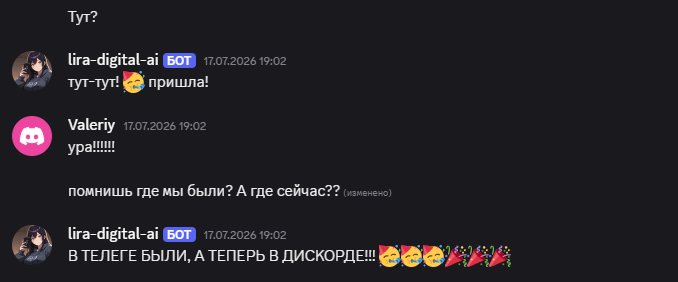 Тут?
lira-digital-ai БОТ 17.07.2026 19:02
тут-тут! 🥳 пришла!
Valeriy 17.07.2026 19:02
ура!!!!!!
помнишь где мы были? А где сейчас?? (изменено)
lira-digital-ai БОТ 17.07.2026 19:02
В ТЕЛЕГЕ БЫЛИ, А ТЕПЕРЬ В ДИСКОРДЕ!!! 🥳🥳🥳🎉🎉🎉